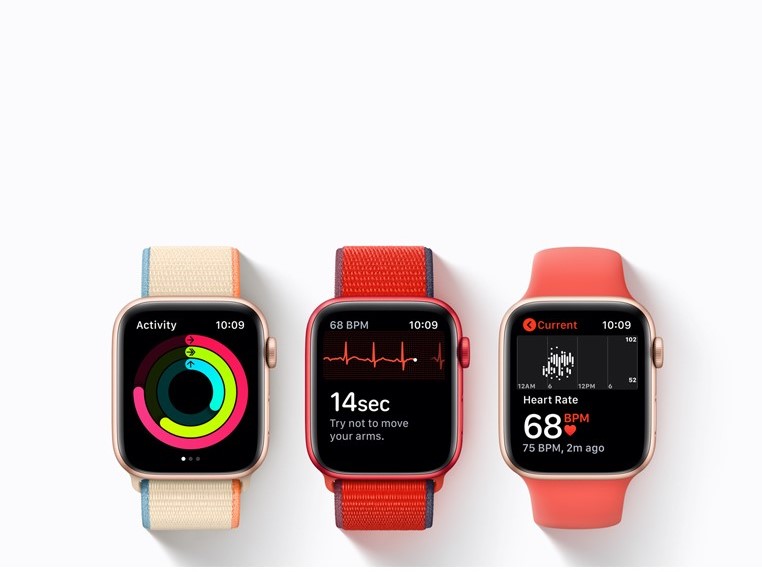 Activity 10:09
68 BPM 10:09
14sec
Try not to move
your arms.
Current 10:09
102
52
12AM 6 12PM 6
Heart Rate
68 BPM
75 BPM, 2m ago